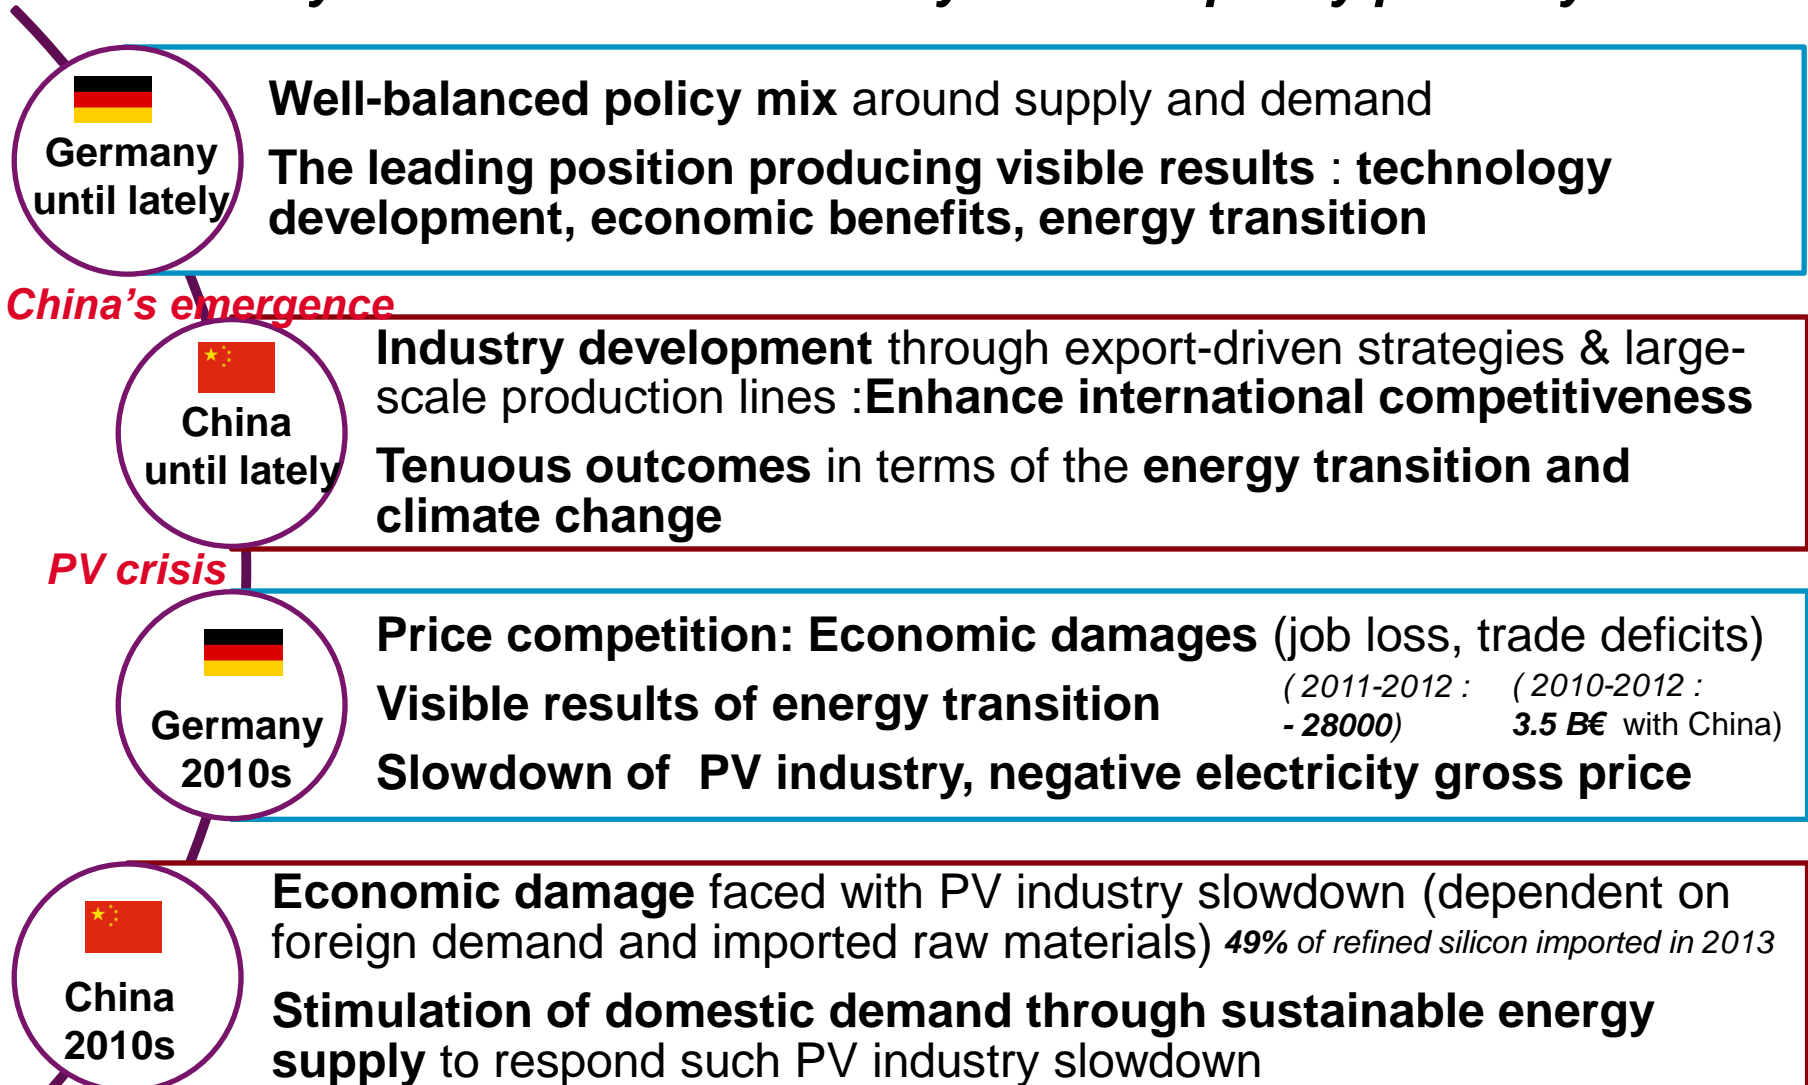 Germany
until lately
Well-balanced policy mix around supply and demand
The leading position producing visible results : technology
development, economic benefits, energy transition
China's emergence
China
until lately
Industry development through export-driven strategies & large-
scale production lines :Enhance international competitiveness
Tenuous outcomes in terms of the energy transition and
climate change
PV crisis
Germany
2010s
Price competition: Economic damages (job loss, trade deficits)
Visible results of energy transition
( 2011-2012 :
- 28000)
( 2010-2012 :
3.5 B€ with China)
Slowdown of PV industry, negative electricity gross price
China
2010s
Economic damage faced with PV industry slowdown (dependent on
foreign demand and imported raw materials) 49% of refined silicon imported in 2013
Stimulation of domestic demand through sustainable energy
supply to respond such PV industry slowdown